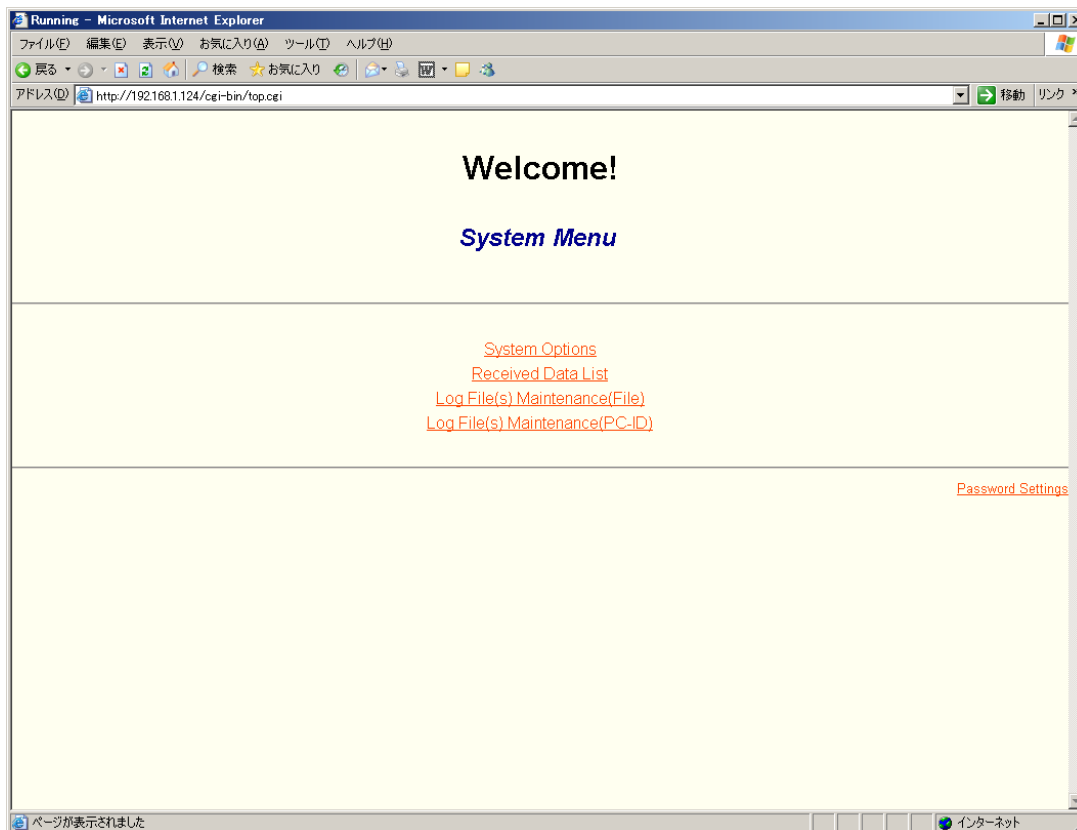 Running - Microsoft Internet Explorer
ファイル(F) 編集(E) 表示(V) お気に入り(A) ツール(T) ヘルプ(H)
戻る 検索 お気に入り
アドレス(D) http://192.168.1.124/cgi-bin/top.cgi 移動 リンク »
Welcome!
System Menu
System Options
Received Data List
Log File(s) Maintenance(File)
Log File(s) Maintenance(PC-ID)
Password Settings
ページが表示されました インターネット